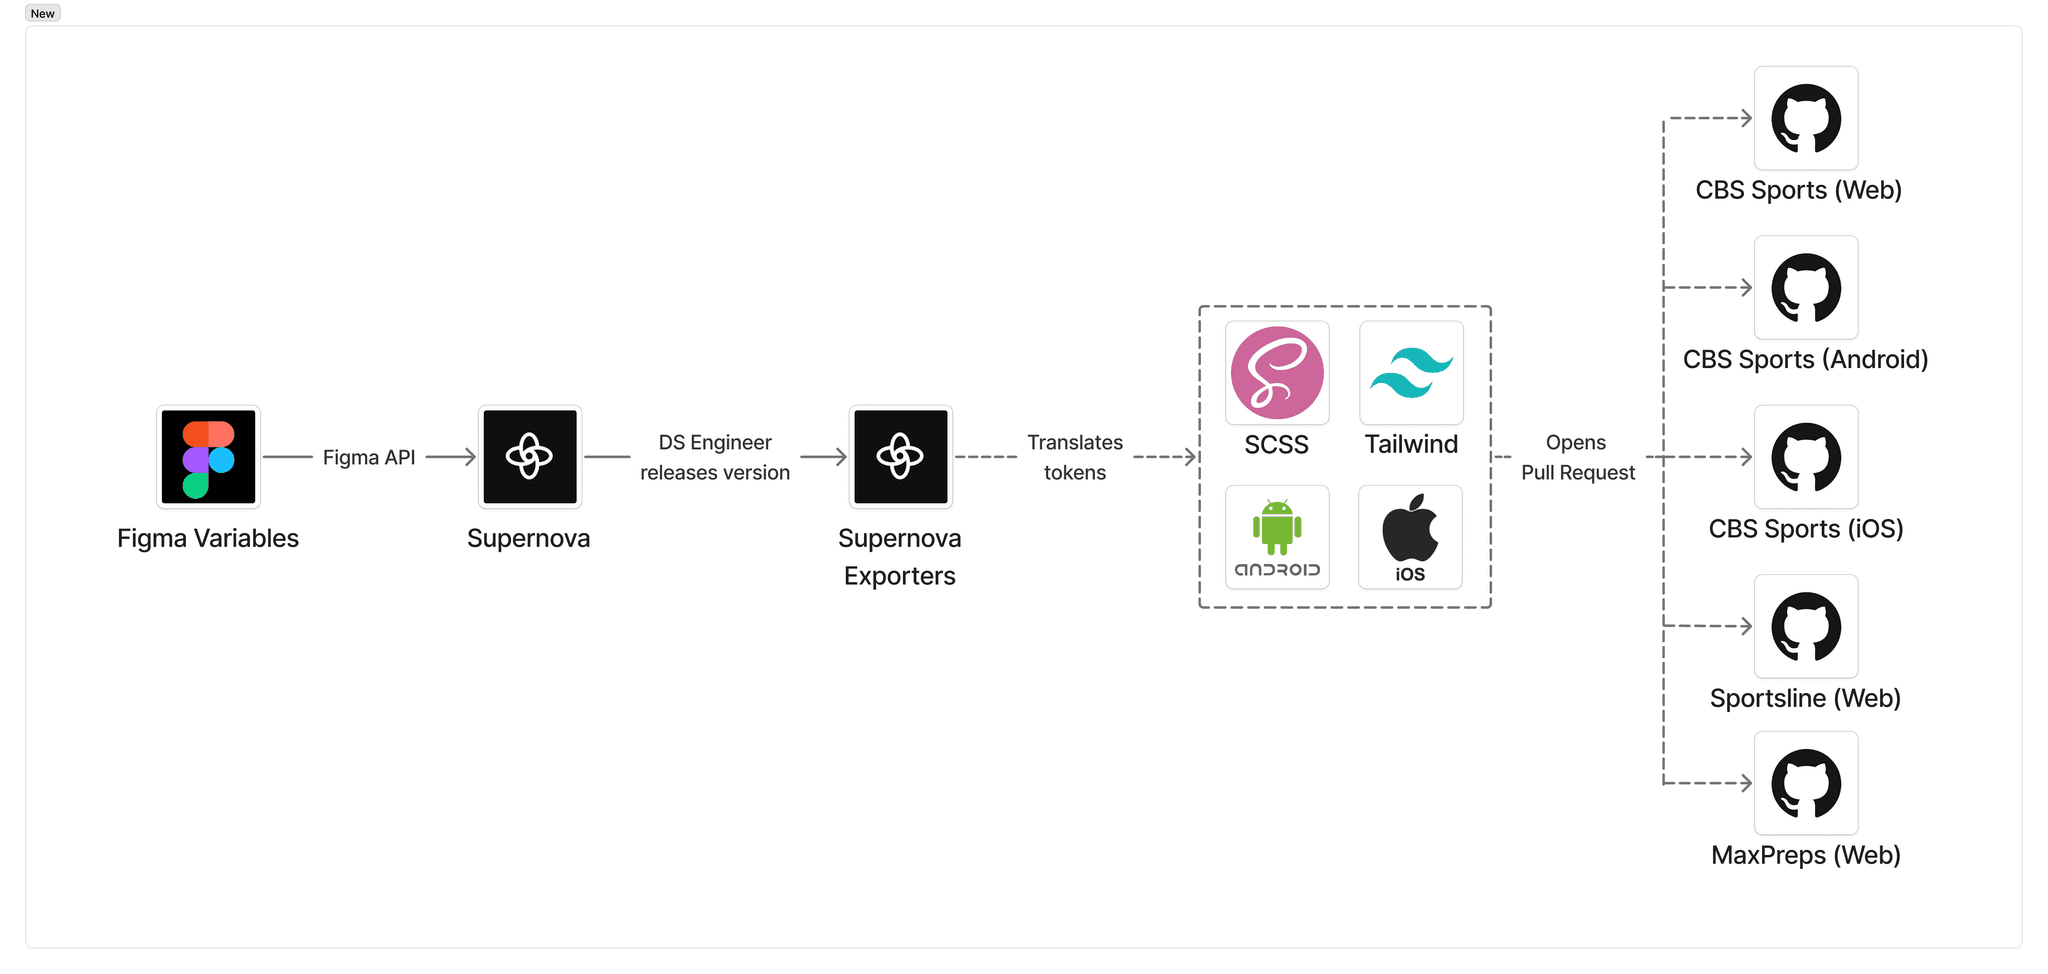 New
Figma Variables
Figma API
Supernova
DS Engineer
releases version
Supernova
Exporters
Translates
tokens
SCSS
Tailwind
ANDROID
iOS
Opens
Pull Request
CBS Sports (Web)
CBS Sports (Android)
CBS Sports (iOS)
Sportsline (Web)
MaxPreps (Web)